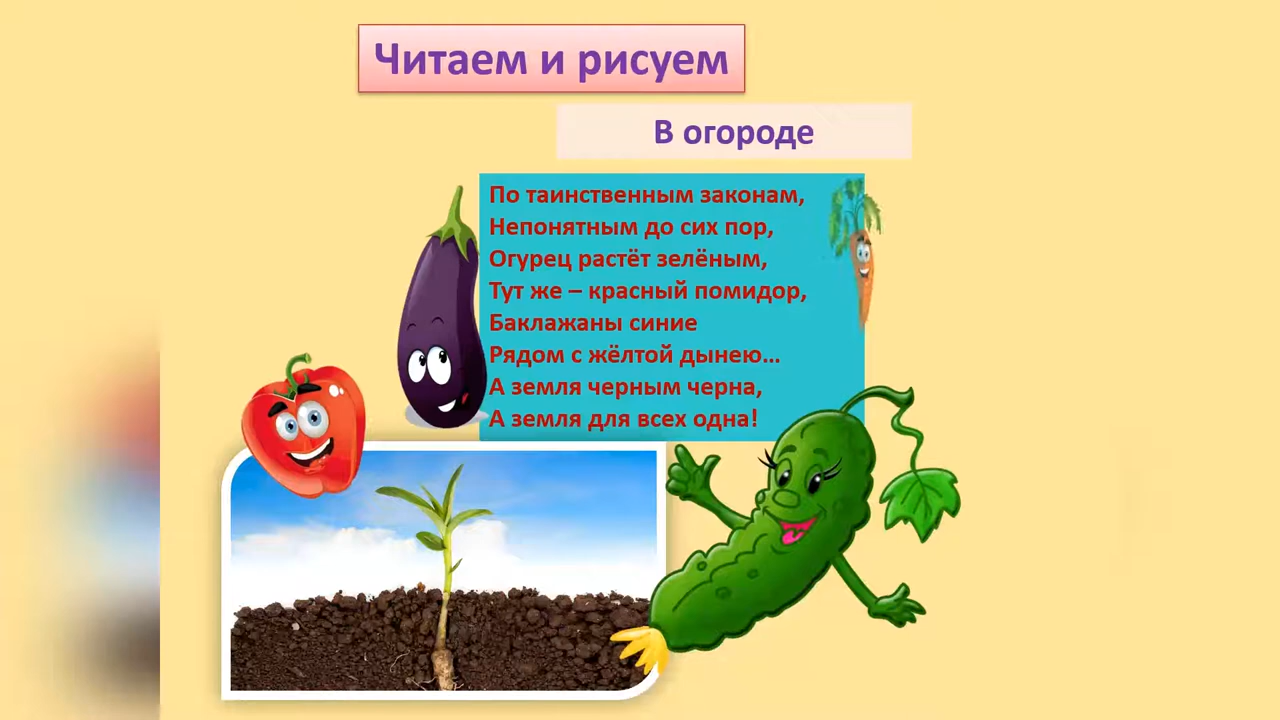 Читаем и рисуем
В огороде
По таинственным законам,
Непонятным до сих пор,
Огурец растёт зелёным,
Тут же – красный помидор,
Баклажаны синие
Рядом с жёлтой дынею...
А земля черным черна,
А земля для всех одна!